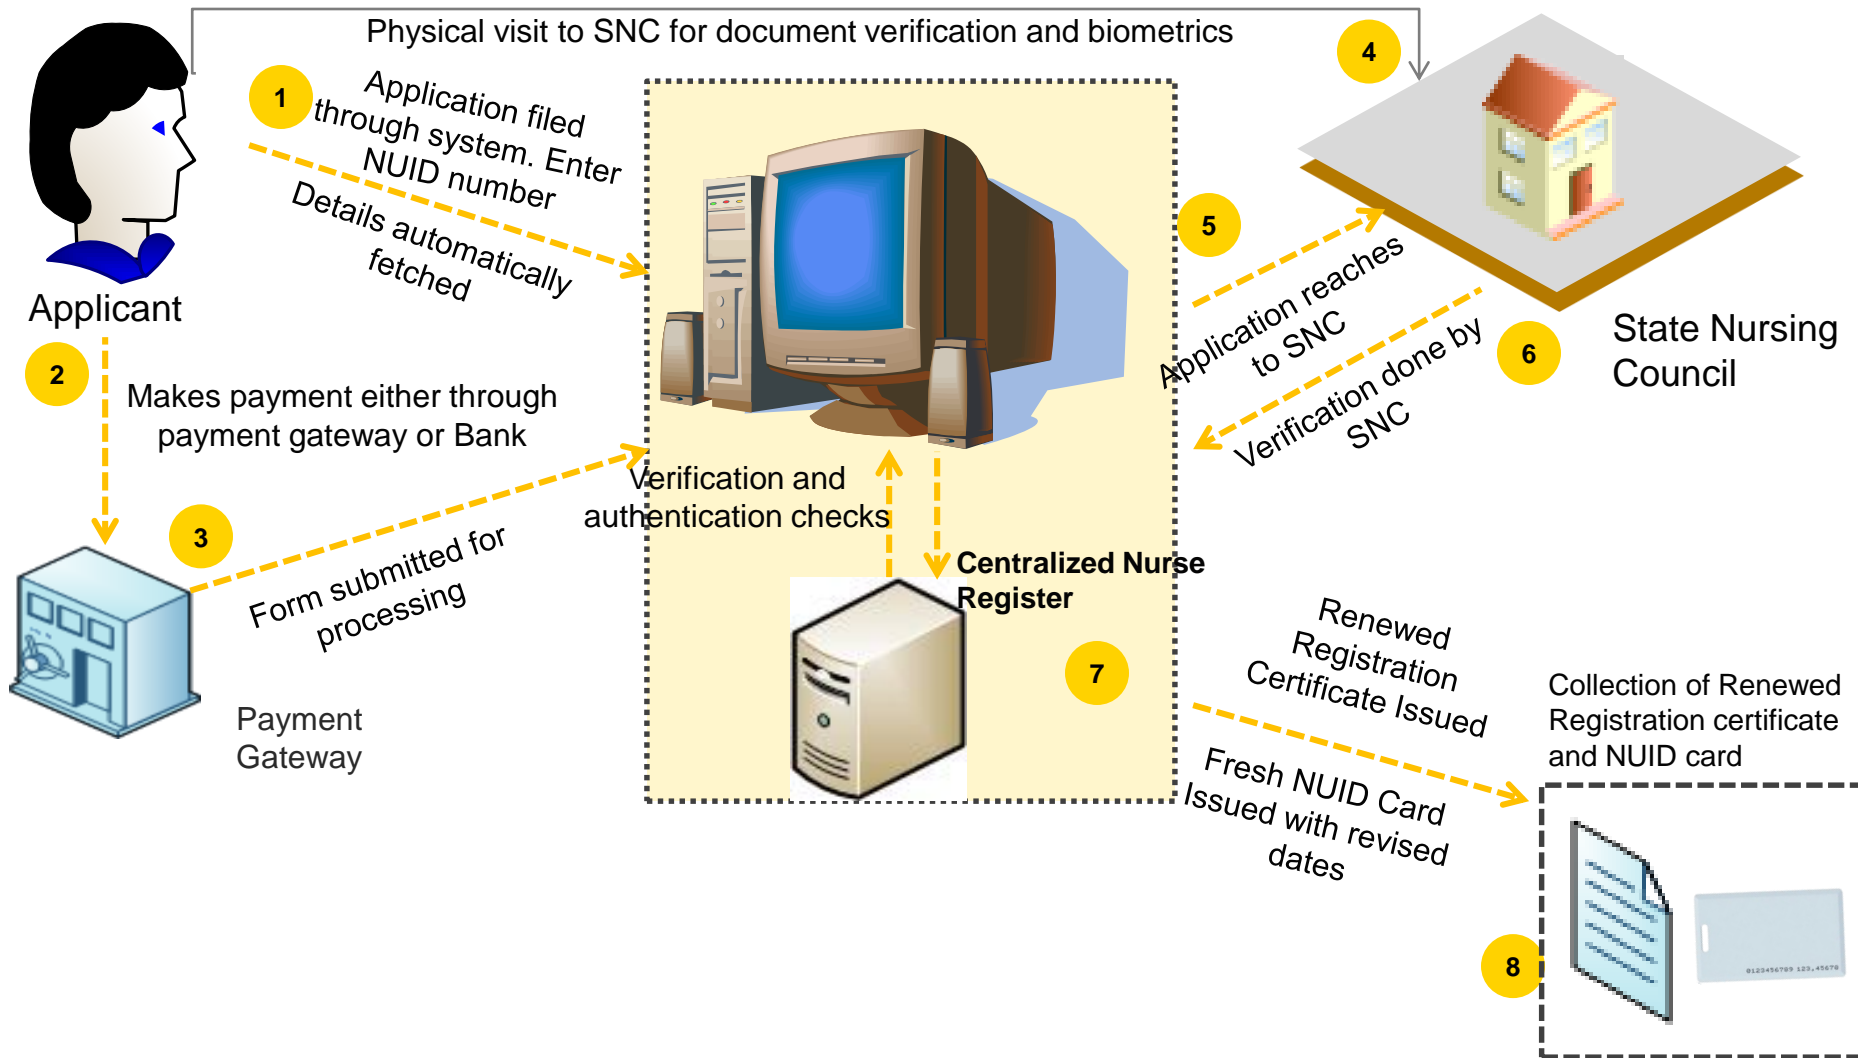 Physical visit to SNC for document verification and biometrics
4
1
Application filed
through system. Enter
NUID number
Details automatically
fetched
Applicant
2
Makes payment either through
payment gateway or Bank
3
Form submitted for
processing
Payment
Gateway
Verification and
authentication checks
Centralized Nurse
Register
7
5
Application reaches
to SNC
6
Verification done by
SNC
State Nursing
Council
Renewed
Registration
Certificate Issued
Fresh NUID Card
Issued with revised
dates
Collection of Renewed
Registration certificate
and NUID card
8
0123456789 123,45678